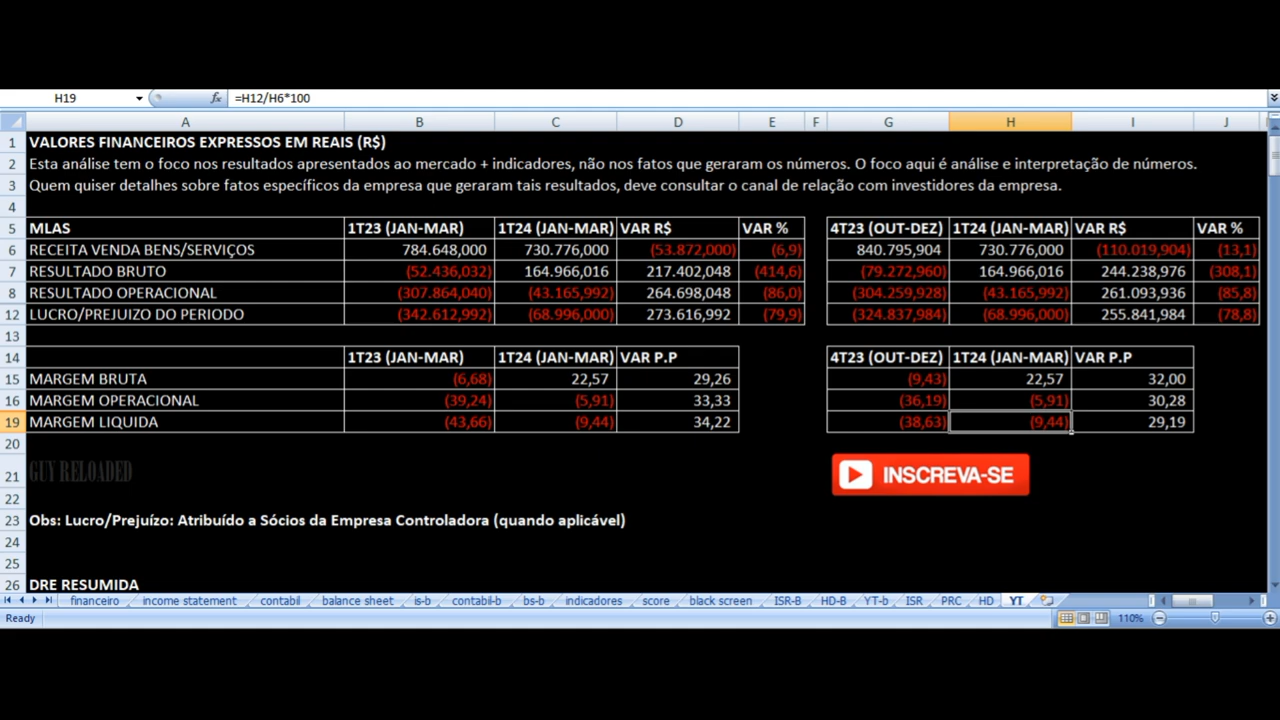 H19 fx =H12/H6*100
A B C D E F G H I J
1 VALORES FINANCEIROS EXPRESSOS EM REAIS (R$)
2 Esta análise tem o foco nos resultados apresentados ao mercado + indicadores, não nos fatos que geraram os números. O foco aqui é análise e interpretação de números.
3 Quem quiser detalhes sobre fatos específicos da empresa que geraram tais resultados, deve consultar o canal de relação com investidores da empresa.
4
5 MLAS 1T23 (JAN-MAR) 1T24 (JAN-MAR) VAR R$ VAR % 4T23 (OUT-DEZ) 1T24 (JAN-MAR) VAR R$ VAR %
6 RECEITA VENDA BENS/SERVIÇOS 784.648,000 730.776,000 (53.872,000) (6,9) 840.795,904 730.776,000 (110.019,904) (13,1)
7 RESULTADO BRUTO (52.436,032) 164.966,016 217.402,048 (414,6) (79.272,960) 164.966,016 244.238,976 (308,1)
8 RESULTADO OPERACIONAL (307.864,040) (43.165,992) 264.698,048 (86,0) (304.259,928) (43.165,992) 261.093,936 (85,8)
12 LUCRO/PREJUIZO DO PERIODO (342.612,992) (68.996,000) 273.616,992 (79,9) (324.837,984) (68.996,000) 255.841,984 (78,8)
13
14 1T23 (JAN-MAR) 1T24 (JAN-MAR) VAR P.P 4T23 (OUT-DEZ) 1T24 (JAN-MAR) VAR P.P
15 MARGEM BRUTA (6,68) 22,57 29,26 (9,43) 22,57 32,00
16 MARGEM OPERACIONAL (39,24) (5,91) 33,33 (36,19) (5,91) 30,28
19 MARGEM LIQUIDA (43,66) (9,44) 34,22 (38,63) (9,44) 29,19
20
21 GUY RELOADED INSCREVA-SE
22
23 Obs: Lucro/Prejuízo: Atribuído a Sócios da Empresa Controladora (quando aplicável)
24
25
26 DRE RESUMIDA
financeiro income statement contabil balance sheet is-b contabil-b bs-b indicadores score black screen ISR-B HD-B YT-b ISR PRC HD YT
Ready 110%